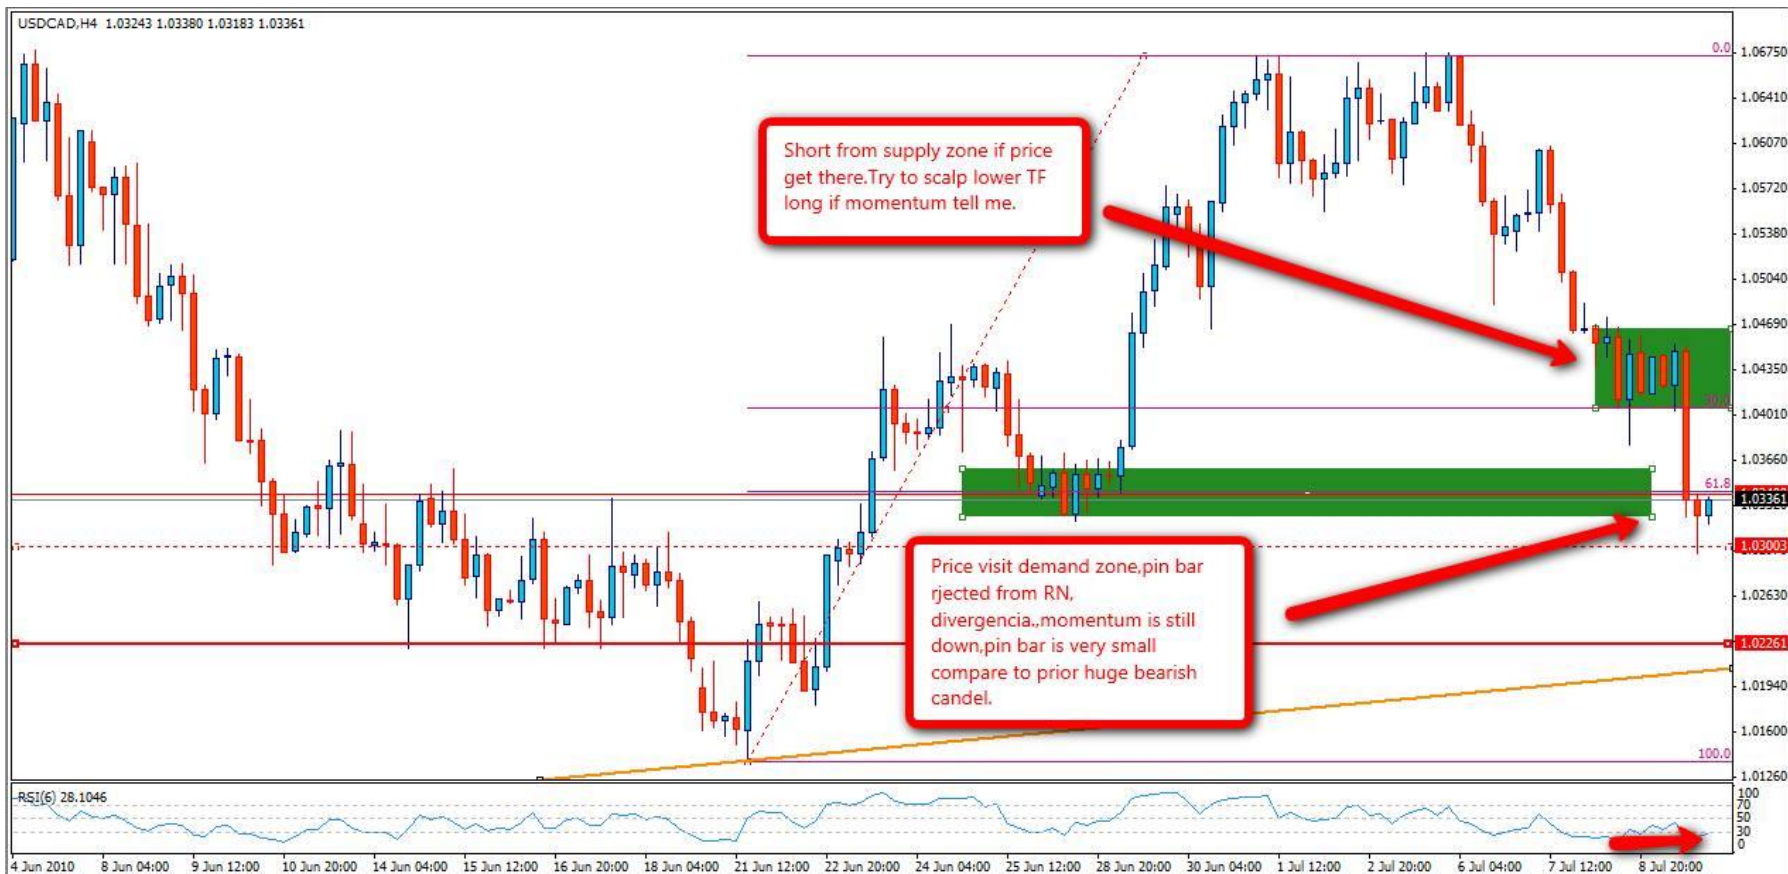 USDCAD,H4 1.03243 1.03380 1.03183 1.03361
0.0
1.06750
1.06410
1.06070
1.05720
1.05380
1.05040
1.04690
1.04350
1.04010
1.03660
61.8
1.03361
1.03003
1.02630
1.02261
1.01940
1.01600
100.0
1.01260
Short from supply zone if price
get there.Try to scalp lower TF
long if momentum tell me.
Price visit demand zone,pin bar
rjected from RN,
divergencia.,momentum is still
down,pin bar is very small
compare to prior huge bearish
candel.
RSI(6) 28.1046
100
70
50
30
0
4 Jun 2010 8 Jun 04:00 9 Jun 12:00 10 Jun 20:00 14 Jun 04:00 15 Jun 12:00 16 Jun 20:00 18 Jun 04:00 21 Jun 12:00 22 Jun 20:00 24 Jun 04:00 25 Jun 12:00 28 Jun 20:00 30 Jun 04:00 1 Jul 12:00 2 Jul 20:00 6 Jul 04:00 7 Jul 12:00 8 Jul 20:00